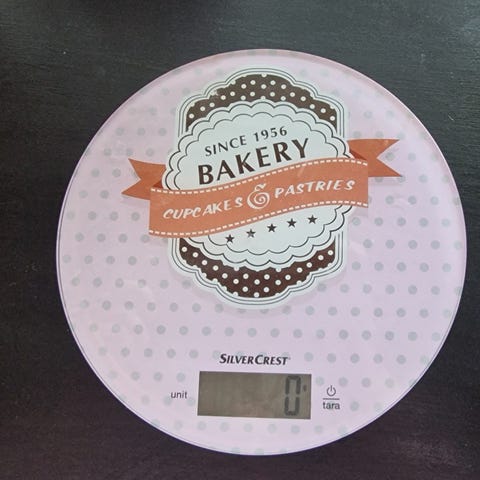 SINCE 1956
BAKERY
CUPCAKES & PASTRIES
SILVERCREST
unit
0
tara